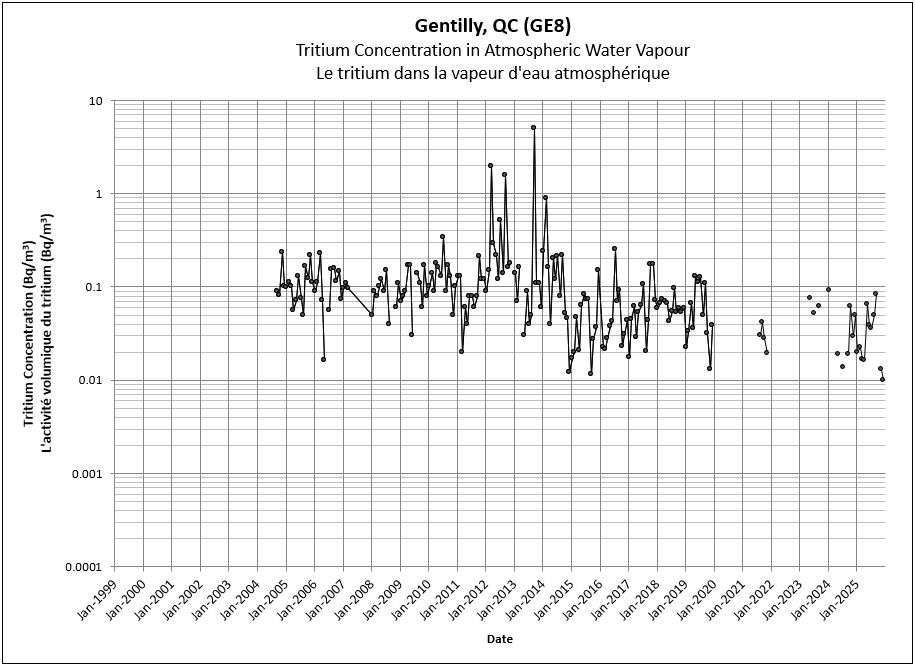 Gentilly, QC (GE8)
Tritium Concentration in Atmospheric Water Vapour
Le tritium dans la vapeur d'eau atmosphérique
Tritium Concentration (Bq/m³)
L'activité volumique du tritium (Bq/m³)
10
1
0.1
0.01
0.001
0.0001
Jan-1999
Jan-2000
Jan-2001
Jan-2002
Jan-2003
Jan-2004
Jan-2005
Jan-2006
Jan-2007
Jan-2008
Jan-2009
Jan-2010
Jan-2011
Jan-2012
Jan-2013
Jan-2014
Jan-2015
Jan-2016
Jan-2017
Jan-2018
Jan-2019
Jan-2020
Jan-2021
Jan-2022
Jan-2023
Jan-2024
Jan-2025
Date